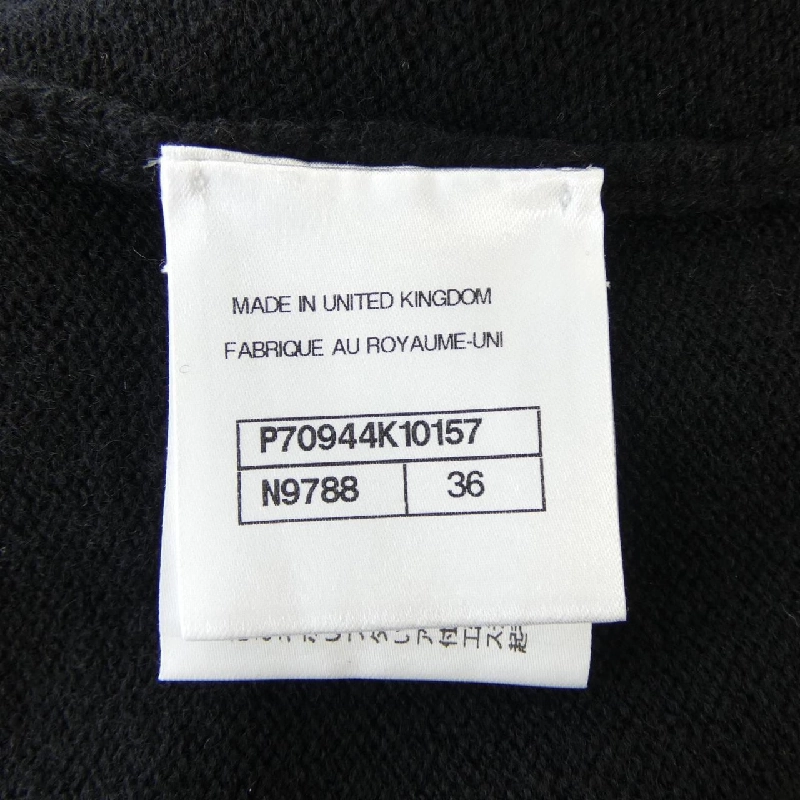 MADE IN UNITED KINGDOM
FABRIQUE AU ROYAUME-UNI
P70944K10157
N9788 36